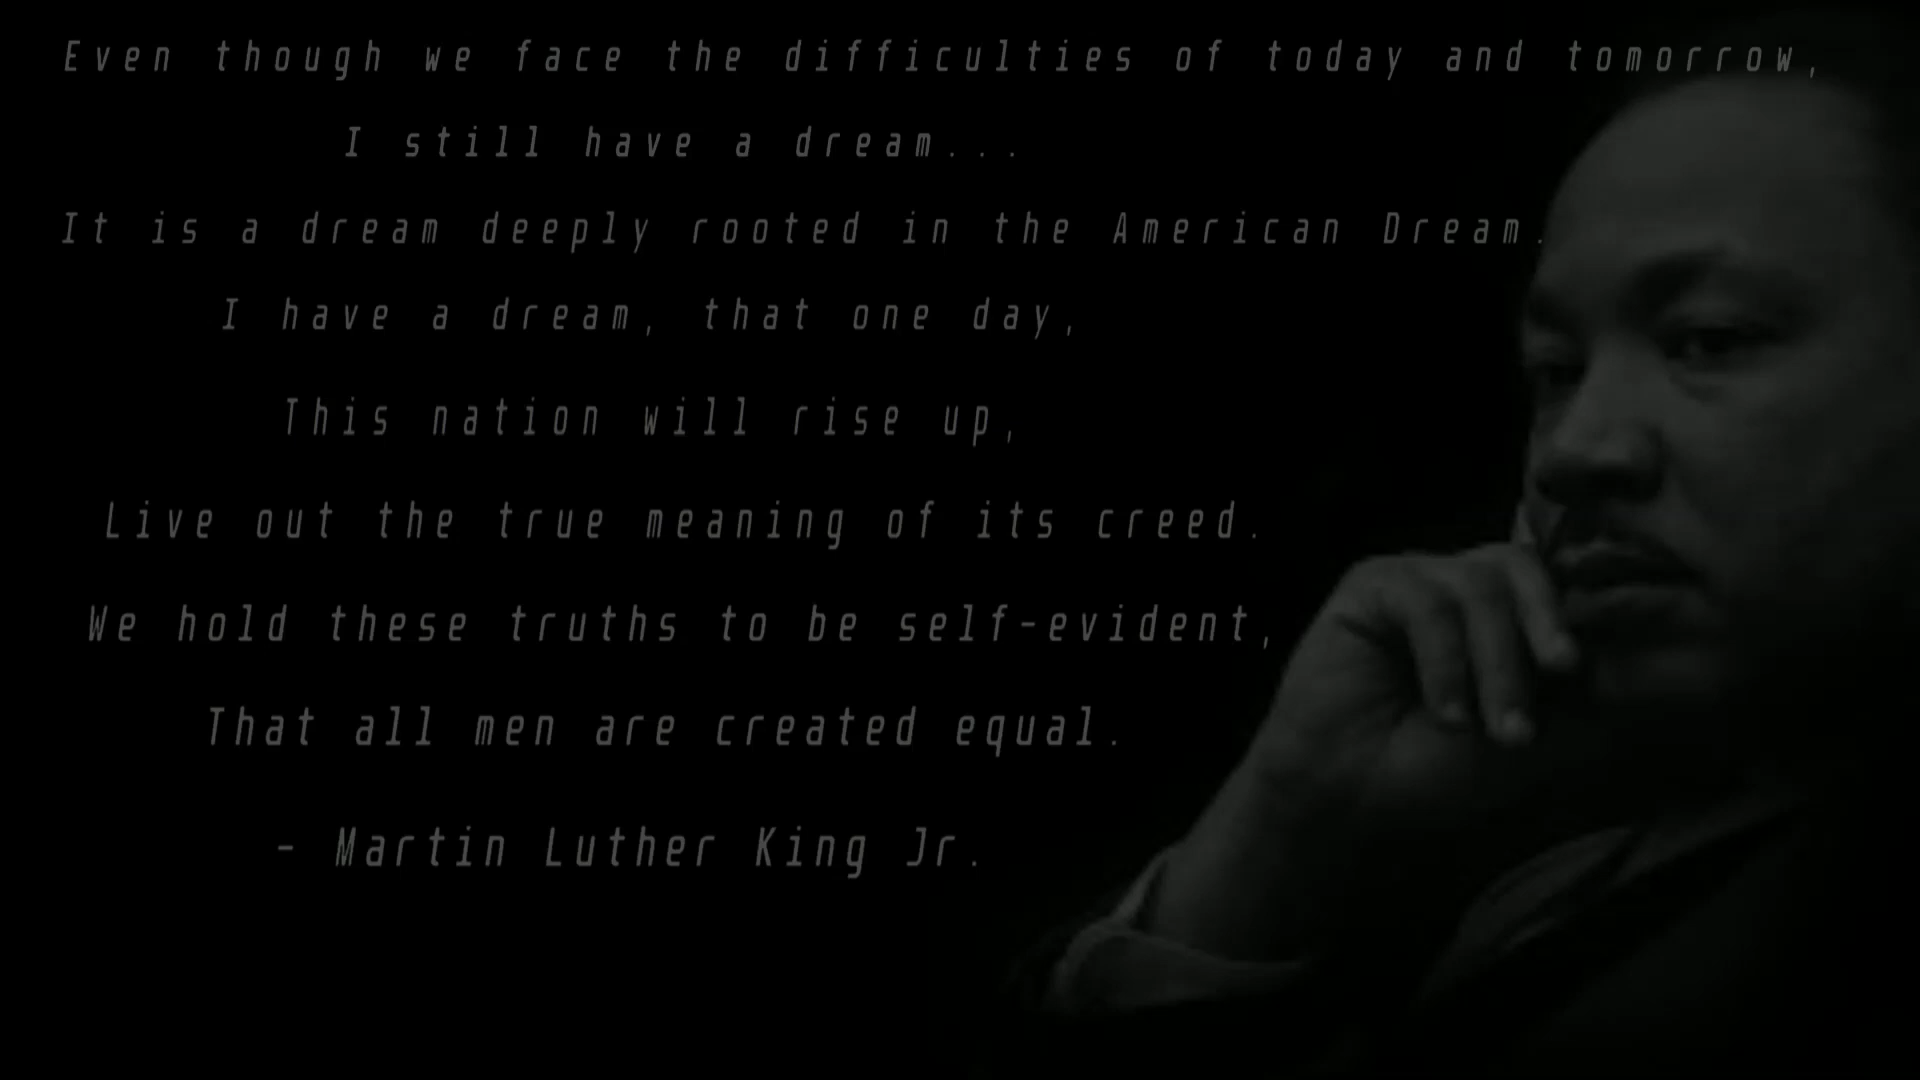 Even though we face the difficulties of today and tomorrow,
I still have a dream...
It is a dream deeply rooted in the American Dream.
I have a dream, that one day,
This nation will rise up,
Live out the true meaning of its creed.
We hold these truths to be self-evident,
That all men are created equal.
- Martin Luther King Jr.